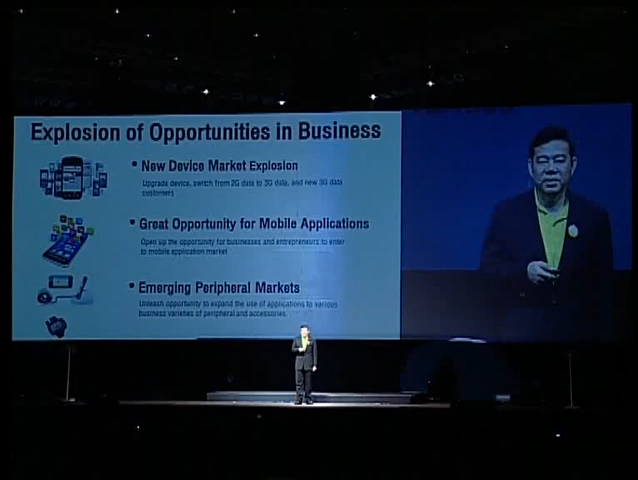 Explosion of Opportunities in Business
• New Device Market Explosion
Upgrade device, switch from 2G data to 3G data, and new 3G data
customers
• Great Opportunity for Mobile Applications
Open up the opportunity for businesses and entrepreneurs to enter
to mobile application market
• Emerging Peripheral Markets
Unleash opportunity to expand the use of applications to various
business varieties of peripheral and accessories.